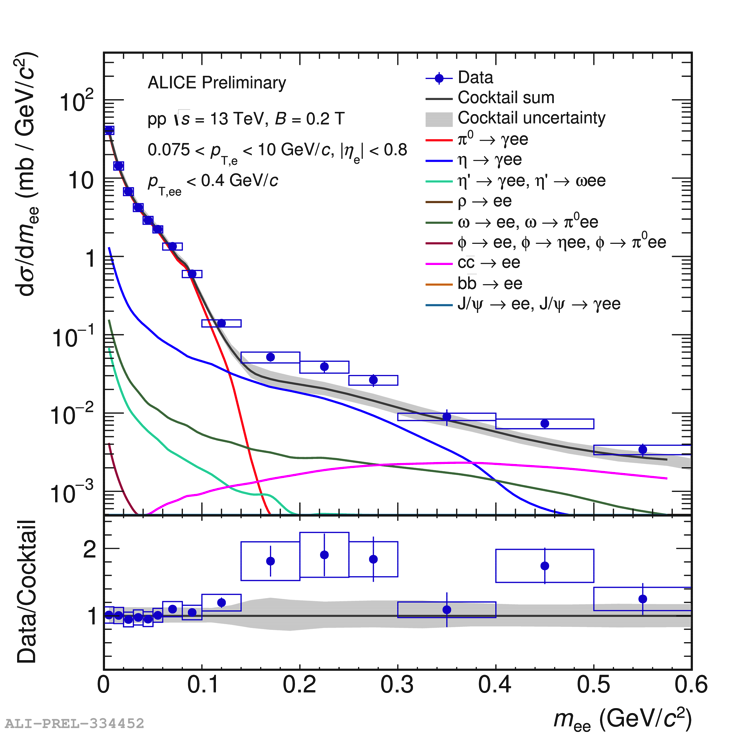 ALICE Preliminary
pp √s = 13 TeV, B = 0.2 T
0.075 < pT,e < 10 GeV/c, |ηe| < 0.8
pT,ee < 0.4 GeV/c
Data
Cocktail sum
Cocktail uncertainty
π⁰ → γee
η → γee
η' → γee, η' → ωee
ρ → ee
ω → ee, ω → π⁰ee
ϕ → ee, ϕ → ηee, ϕ → π⁰ee
cc → ee
bb → ee
J/ψ → ee, J/ψ → γee
dσ/dmee (mb / GeV/c²)
10²
10
1
10⁻¹
10⁻²
10⁻³
Data/Cocktail
2
1
0 0.1 0.2 0.3 0.4 0.5 0.6
mee (GeV/c²)
ALI-PREL-334452